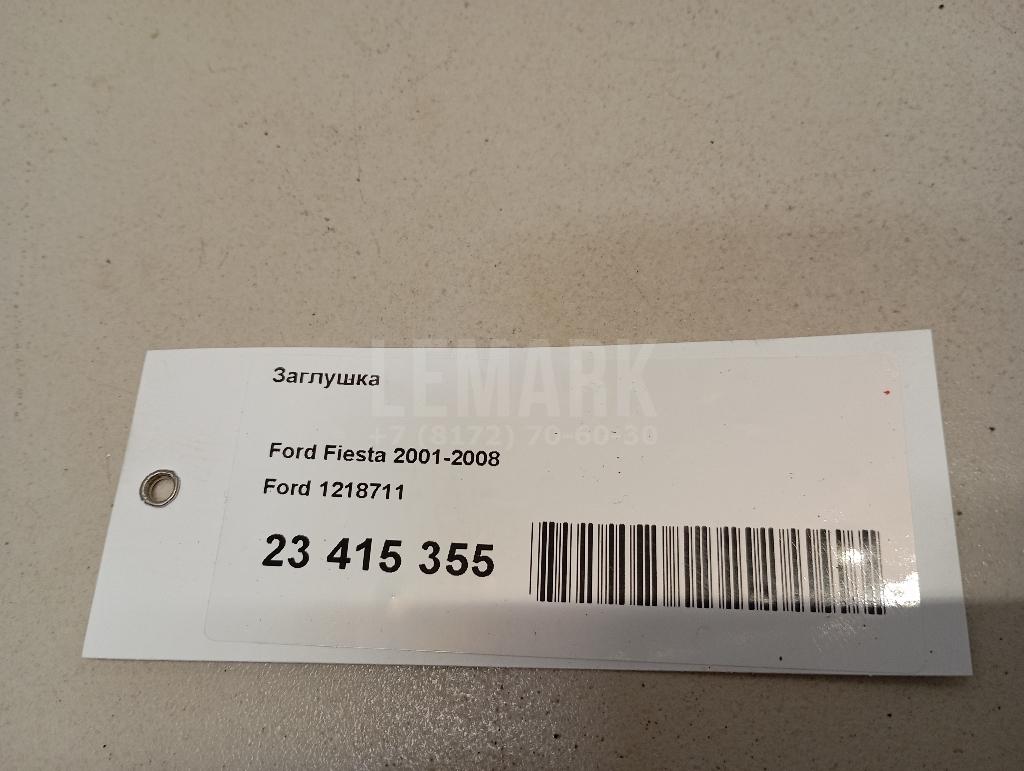 LEMARK
+7 (8172) 70-60-30
Заглушка
Ford Fiesta 2001-2008
Ford 1218711
23 415 355